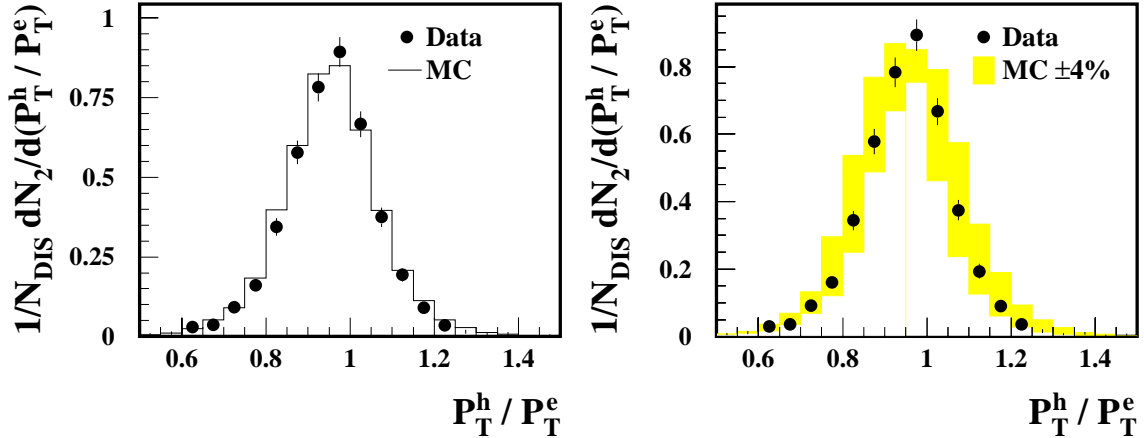 1/N_DIS dN_2/d(P_T^h / P_T^e)
1
0.75
0.5
0.25
0
Data
MC
0.6 0.8 1 1.2 1.4
P_T^h / P_T^e
1/N_DIS dN_2/d(P_T^h / P_T^e)
0.8
0.6
0.4
0.2
0
Data
MC ±4%
0.6 0.8 1 1.2 1.4
P_T^h / P_T^e